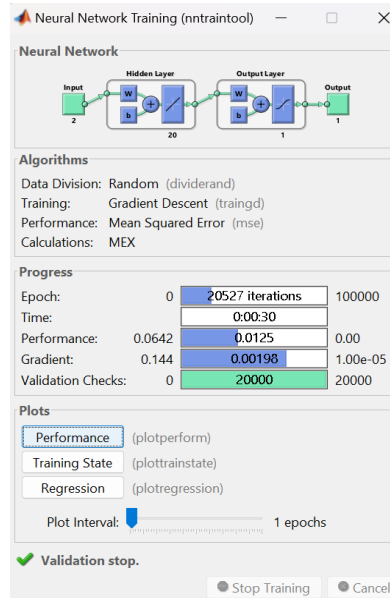 Neural Network Training (nntraintool)
Neural Network
Hidden Layer Output Layer
Input Output
W W
b b
2 20 1 1
Algorithms
Data Division: Random (dividerand)
Training: Gradient Descent (traingd)
Performance: Mean Squared Error (mse)
Calculations: MEX
Progress
Epoch: 0 20527 iterations 100000
Time: 0:00:30
Performance: 0.0642 0.0125 0.00
Gradient: 0.144 0.00198 1.00e-05
Validation Checks: 0 20000 20000
Plots
Performance (plotperform)
Training State (plottrainstate)
Regression (plotregression)
Plot Interval: 1 epochs
Validation stop.
Stop Training Cancel